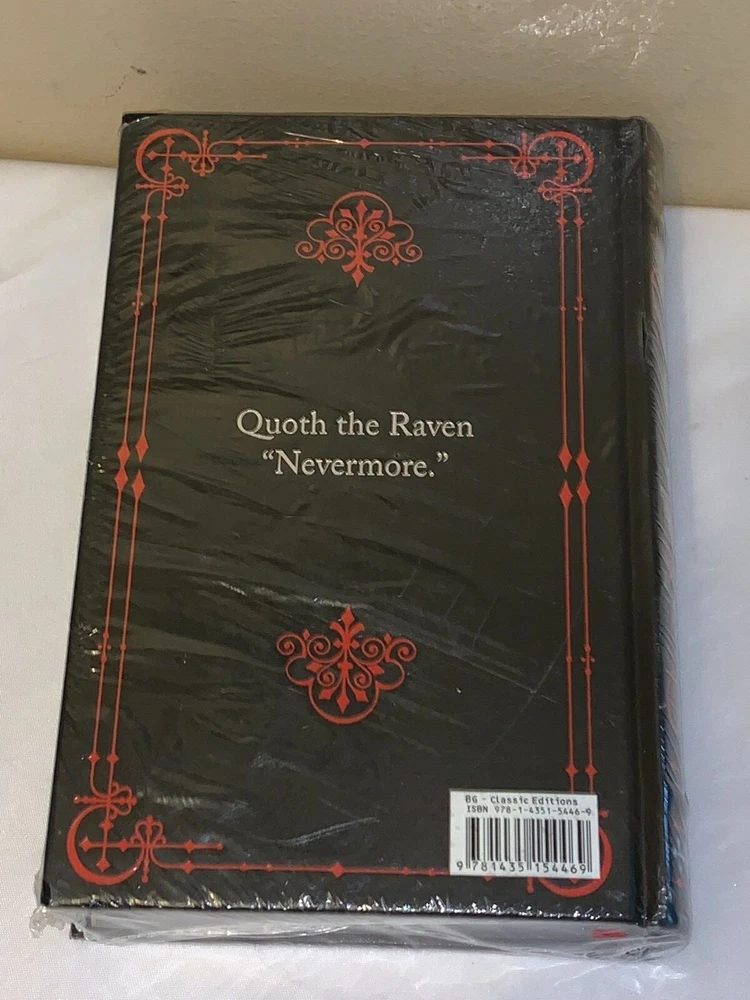 Quoth the Raven
“Nevermore.”
BG - Classic Editions
ISBN 978-1-4351-5446-9
9 781435 154469